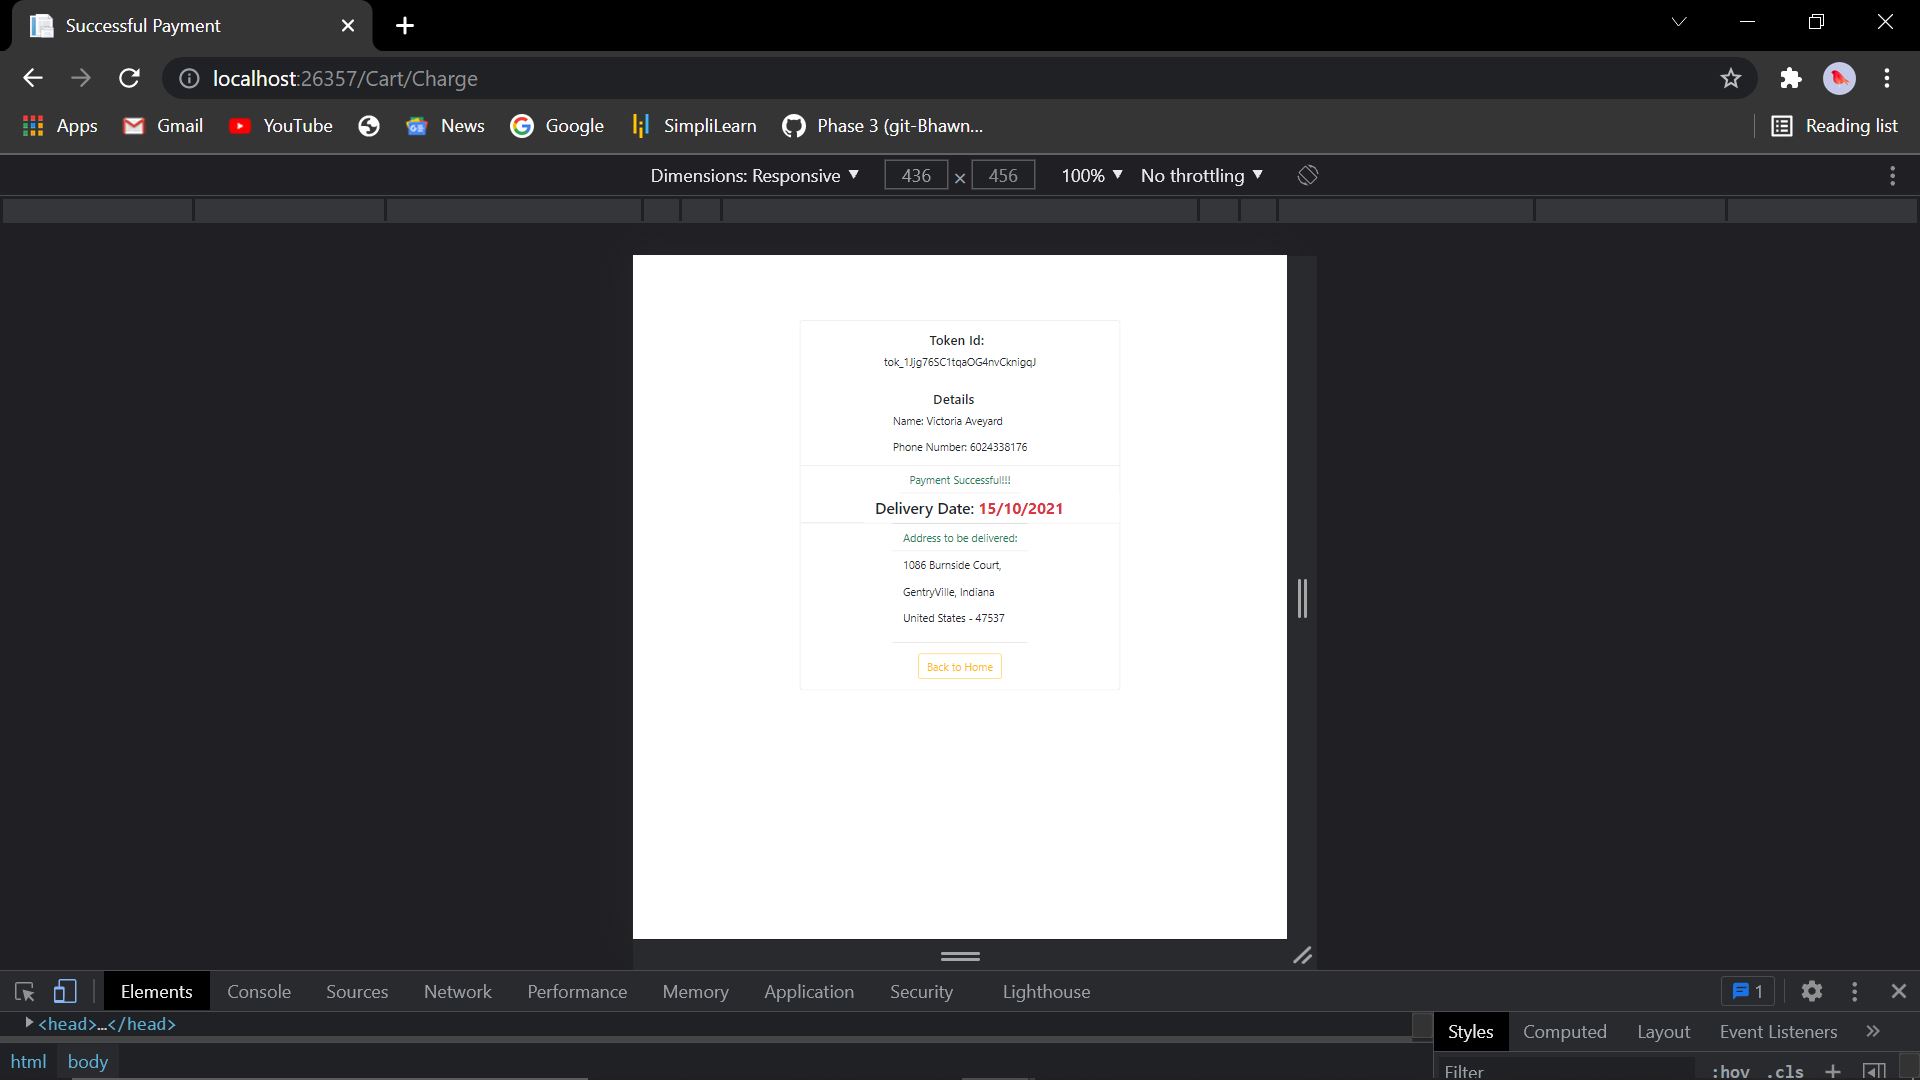 Successful Payment
localhost:26357/Cart/Charge
Apps Gmail YouTube News Google SimpliLearn Phase 3 (git-Bhawn... Reading list
Dimensions: Responsive 436 × 456 100% No throttling
Token Id:
tok_1Jjg76SC1tqaOG4nvCknigqJ
Details
Name: Victoria Aveyard
Phone Number: 6024338176
Payment Successful!!!
Delivery Date: 15/10/2021
Address to be delivered:
1086 Burnside Court,
GentryVille, Indiana
United States - 47537
Back to Home
Elements Console Sources Network Performance Memory Application Security Lighthouse 1
<head>…</head>
Styles Computed Layout Event Listeners
html body
Filter :hov .cls